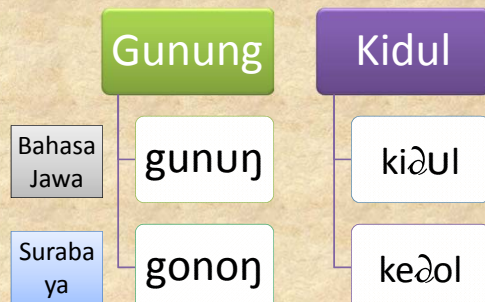 Gunung
Kidul
Bahasa
Jawa
gunuŋ
ki∂ul
Suraba
ya
gonoŋ
ke∂ol